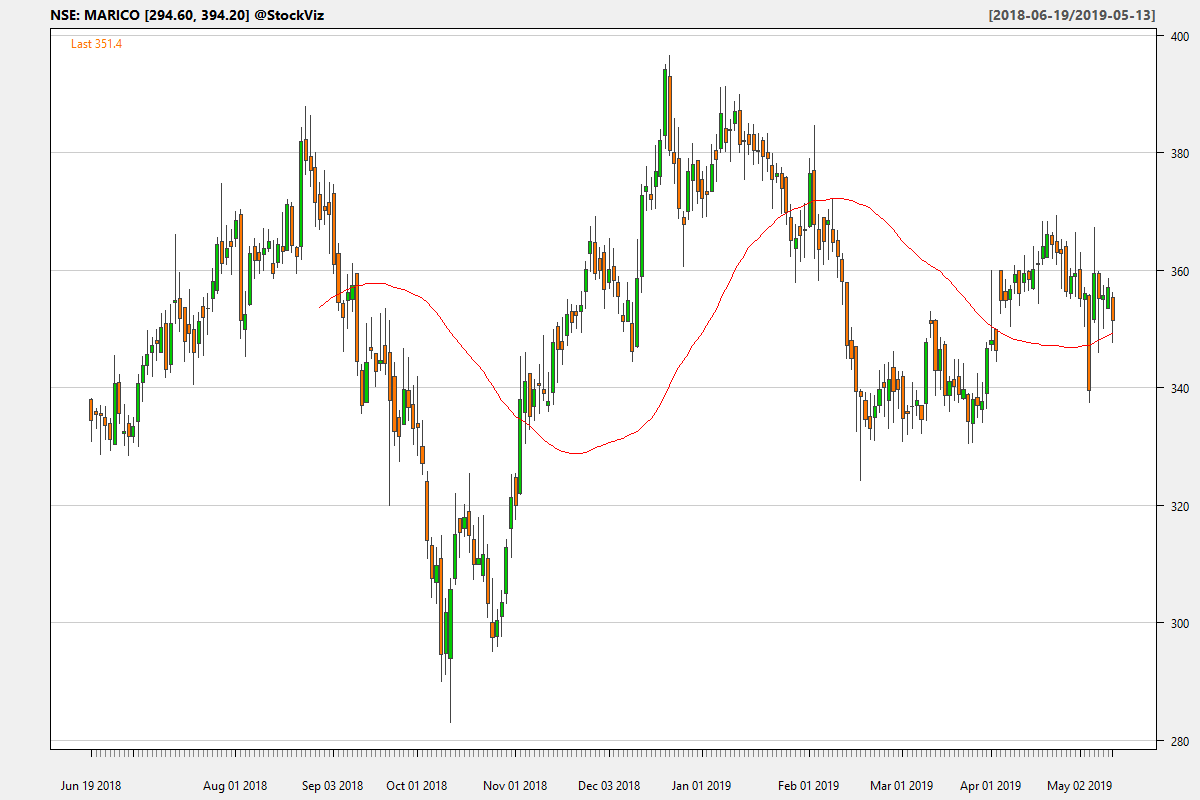 NSE: MARICO [294.60, 394.20] @StockViz
[2018-06-19/2019-05-13]
Last 351.4
400
380
360
340
320
300
280
Jun 19 2018
Aug 01 2018
Sep 03 2018
Oct 01 2018
Nov 01 2018
Dec 03 2018
Jan 01 2019
Feb 01 2019
Mar 01 2019
Apr 01 2019
May 02 2019